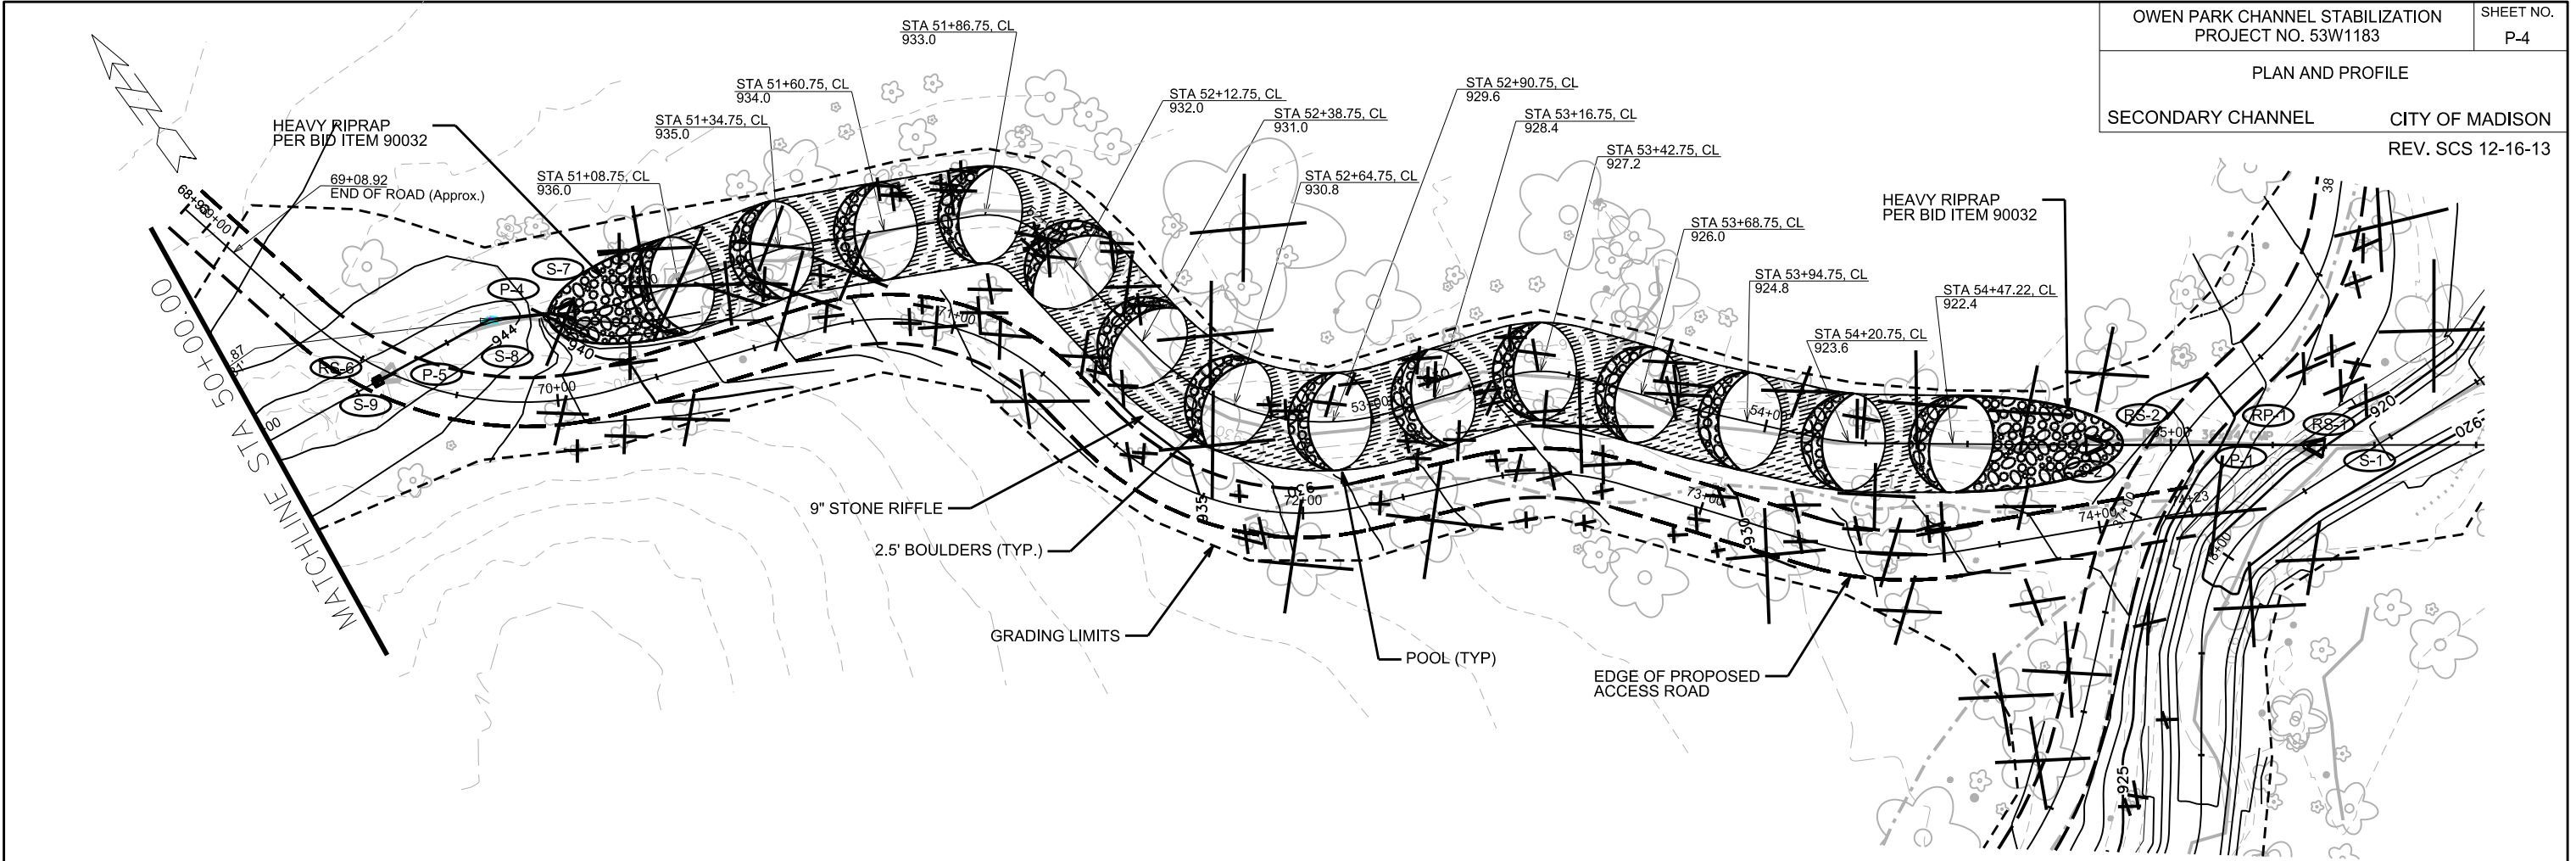 OWEN PARK CHANNEL STABILIZATION
PROJECT NO. 53W1183
SHEET NO.
P-4
PLAN AND PROFILE
SECONDARY CHANNEL
CITY OF MADISON
REV. SCS 12-16-13
STA 51+86.75, CL
933.0
STA 51+60.75, CL
934.0
STA 51+34.75, CL
935.0
STA 51+08.75, CL
936.0
STA 52+12.75, CL
932.0
STA 52+38.75, CL
931.0
STA 52+64.75, CL
930.8
STA 52+90.75, CL
929.6
STA 53+16.75, CL
928.4
STA 53+42.75, CL
927.2
STA 53+68.75, CL
926.0
STA 53+94.75, CL
924.8
STA 54+20.75, CL
923.6
STA 54+47.22, CL
922.4
HEAVY RIPRAP
PER BID ITEM 90032
69+08.92
END OF ROAD (Approx.)
HEAVY RIPRAP
PER BID ITEM 90032
69+00
S-7
P-4
S-8
P-5
RS-6
S-9
944
940
70+00
71+00
72+00
73+00
74+00
53+00
935
930
930
925
920
920
38
RS-2
RP-1
RS-1
P-1
S-1
MATCHLINE STA 50+00.00
9" STONE RIFFLE
2.5' BOULDERS (TYP.)
GRADING LIMITS
POOL (TYP)
EDGE OF PROPOSED
ACCESS ROAD